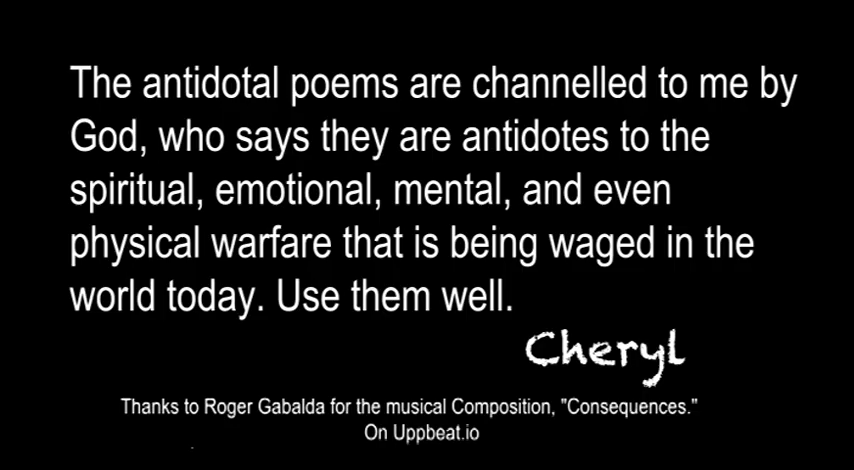 The antidotal poems are channelled to me by
God, who says they are antidotes to the
spiritual, emotional, mental, and even
physical warfare that is being waged in the
world today. Use them well.
Cheryl
Thanks to Roger Gabalda for the musical Composition, "Consequences."
On Uppbeat.io